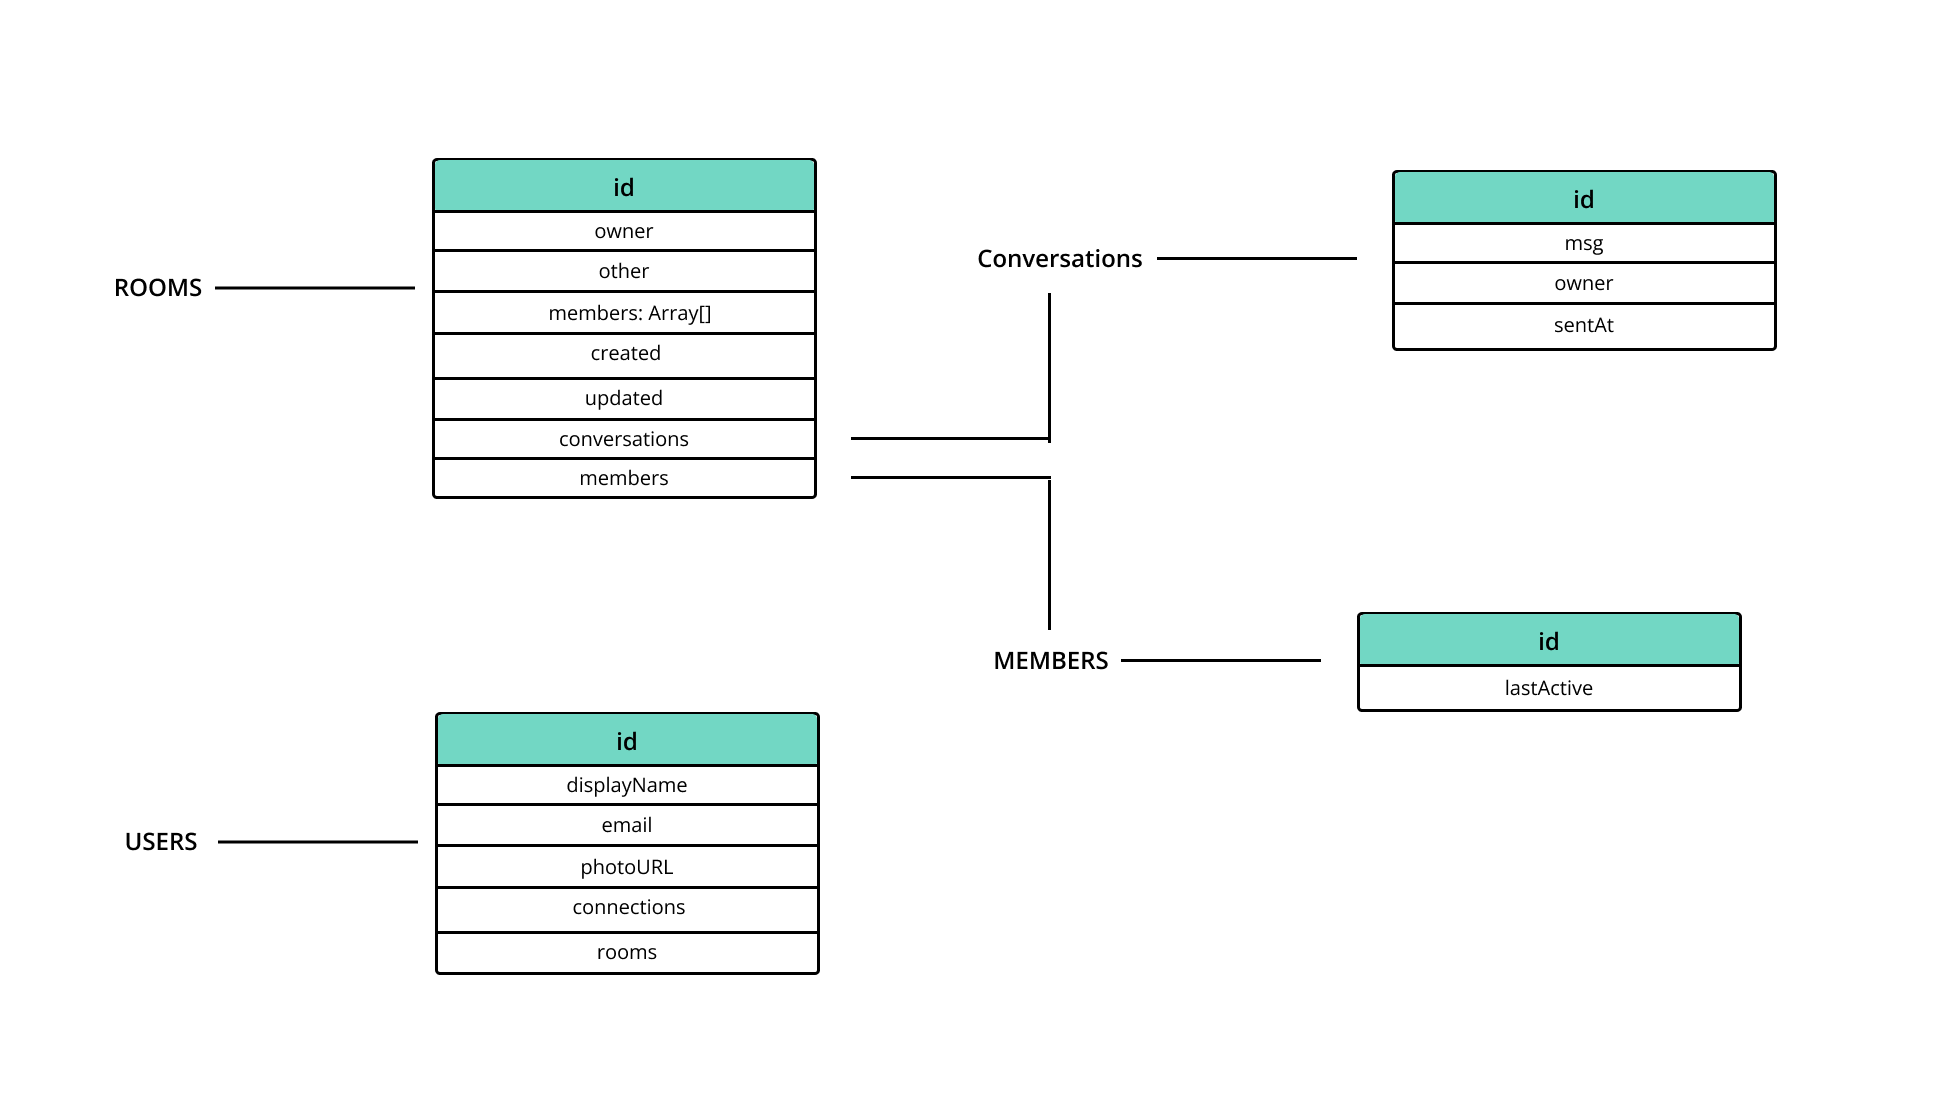 ROOMS
id
owner
other
members: Array[]
created
updated
conversations
members
Conversations
id
msg
owner
sentAt
MEMBERS
id
lastActive
USERS
id
displayName
email
photoURL
connections
rooms